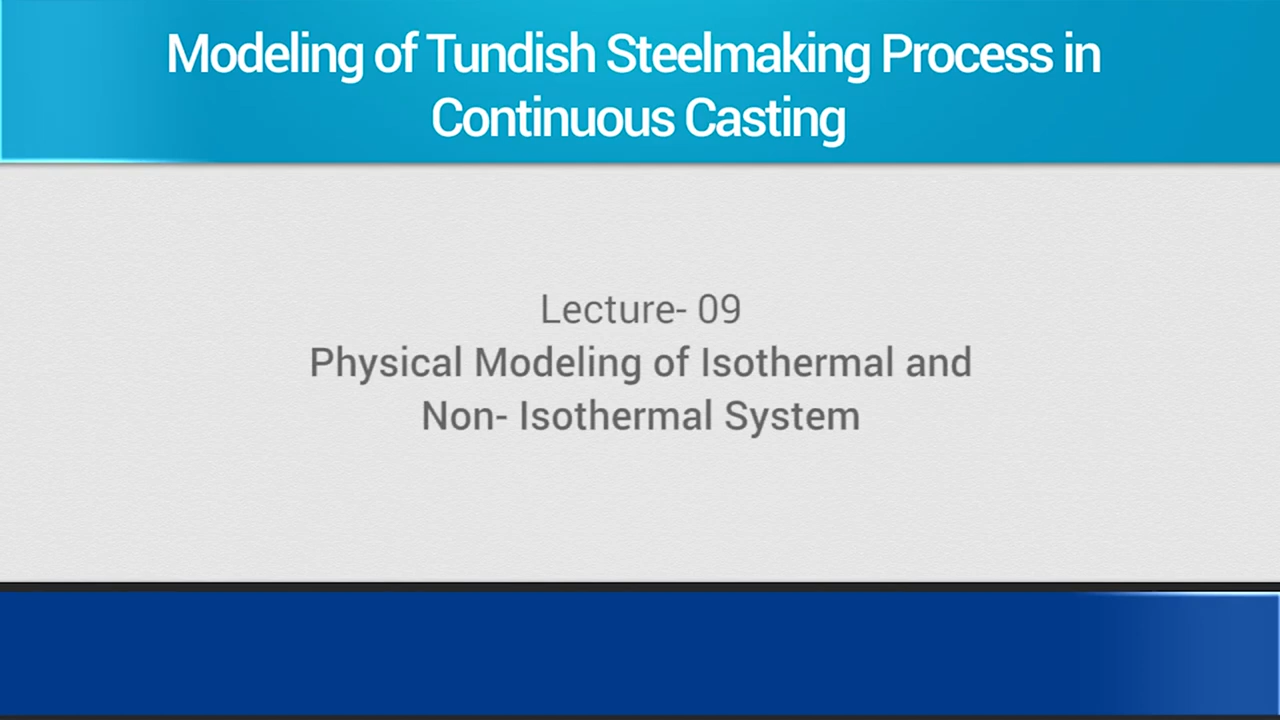 Modeling of Tundish Steelmaking Process in
Continuous Casting
Lecture- 09
Physical Modeling of Isothermal and
Non- Isothermal System